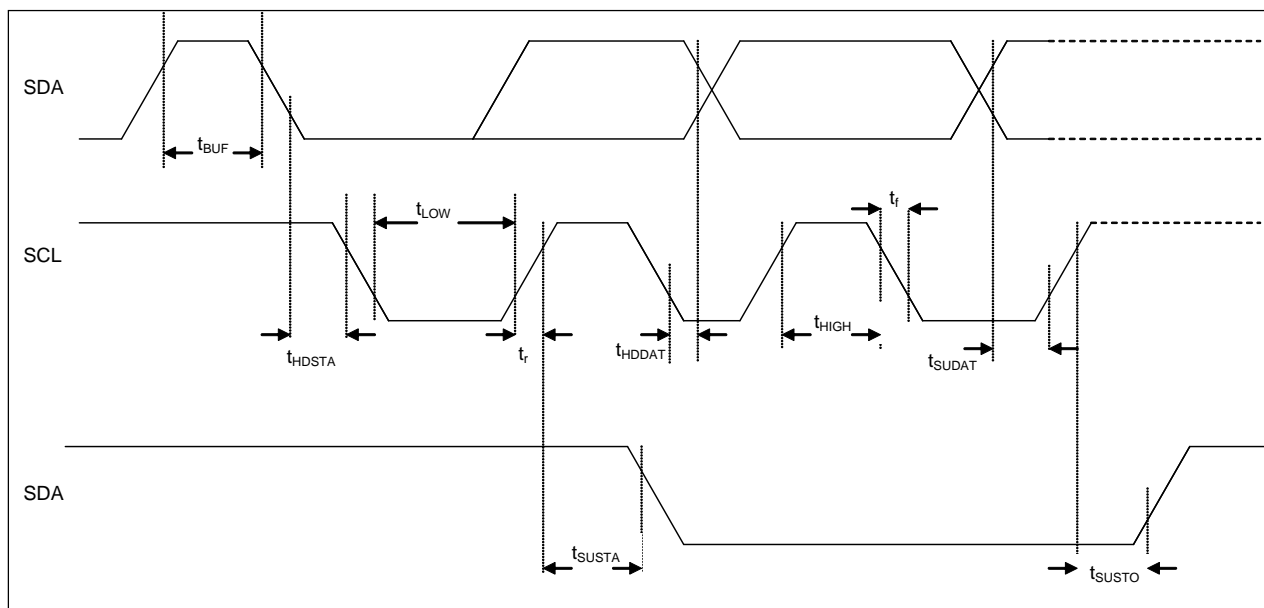 SDA
tBUF
tLOW
tf
SCL
tHDSTA
tr
tHDDAT
tHIGH
tSUDAT
SDA
tSUSTA
tSUSTO